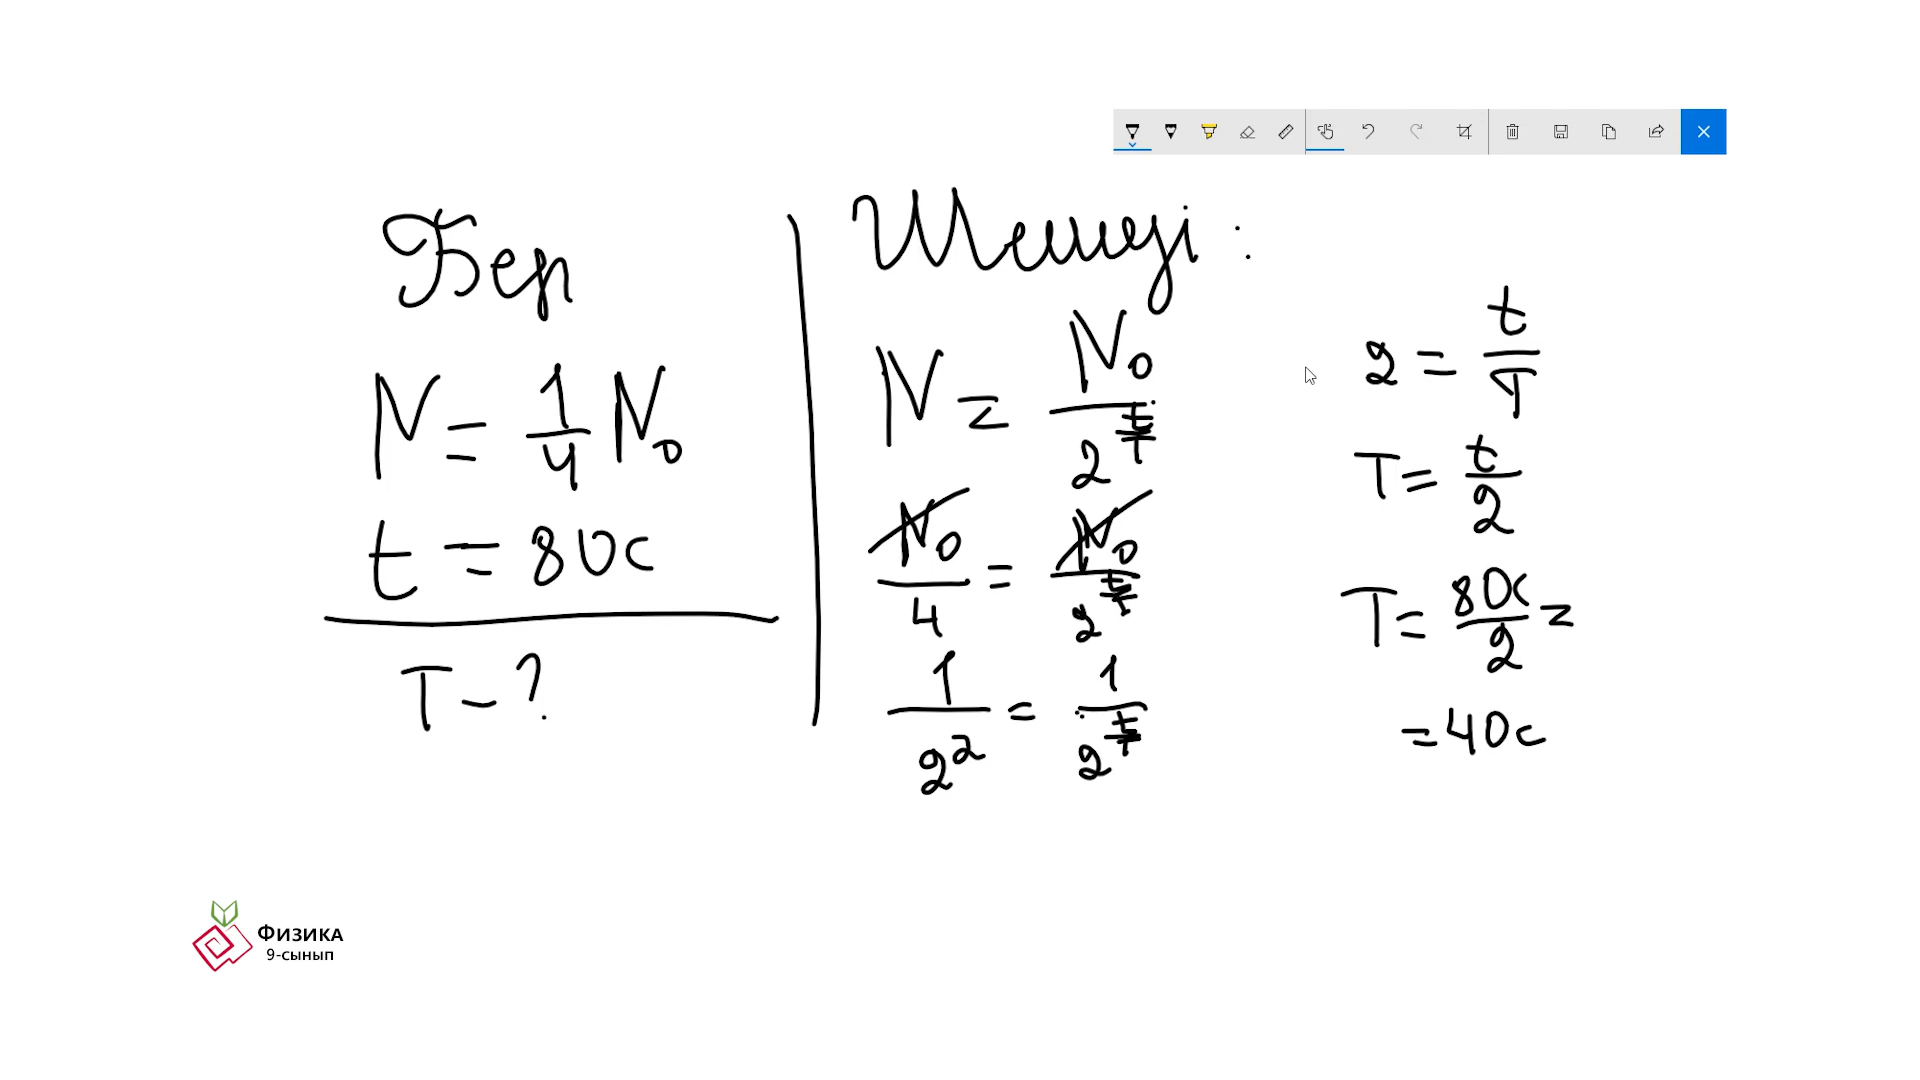 Бер
N = 1/4 N₀
t = 80с
T - ?
Шешуі :
N = N₀/2^(t/T)
N₀/4 = N₀/2^(t/T)
1/2² = 1/2^(t/T)
2 = t/T
T = t/2
T = 80с/2 =
= 40с
Физика
9-сынып